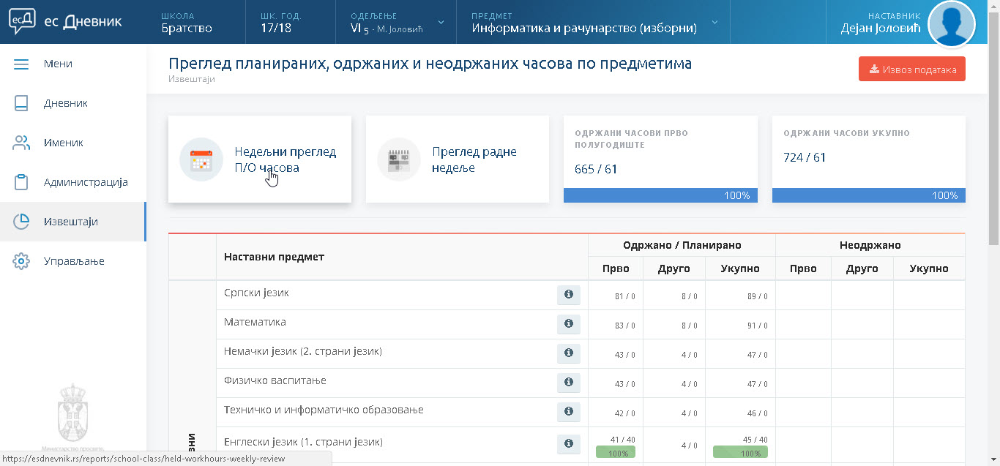 есД ес Дневник
ШКОЛА
Братство
ШК. ГОД.
17/18
ОДЕЉЕЊЕ
VI 5 - М. Јоловић
ПРЕДМЕТ
Информатика и рачунарство (изборни)
НАСТАВНИК
Дејан Јоловић
Мени
Дневник
Именик
Администрација
Извештаји
Управљање
Министарство просвете,
Преглед планираних, одржаних и неодржаних часова по предметима
Извештаји
Извоз података
Недељни преглед
П/О часова
Преглед радне
недеље
ОДРЖАНИ ЧАСОВИ ПРВО
ПОЛУГОДИШТЕ
665 / 61
100%
ОДРЖАНИ ЧАСОВИ УКУПНО
724 / 61
100%
Наставни предмет
Одржано / Планирано
Неодржано
Прво Друго Укупно Прво Друго Укупно
Српски језик 81 / 0 8 / 0 89 / 0
Математика 83 / 0 8 / 0 91 / 0
Немачки језик (2. страни језик) 43 / 0 4 / 0 47 / 0
Физичко васпитање 43 / 0 4 / 0 47 / 0
Техничко и информатичко образовање 42 / 0 4 / 0 46 / 0
Енглески језик (1. страни језик) 41 / 40 4 / 0 45 / 40
100% 100%
https://esdnevnik.rs/reports/school-class/held-workhours-weekly-review